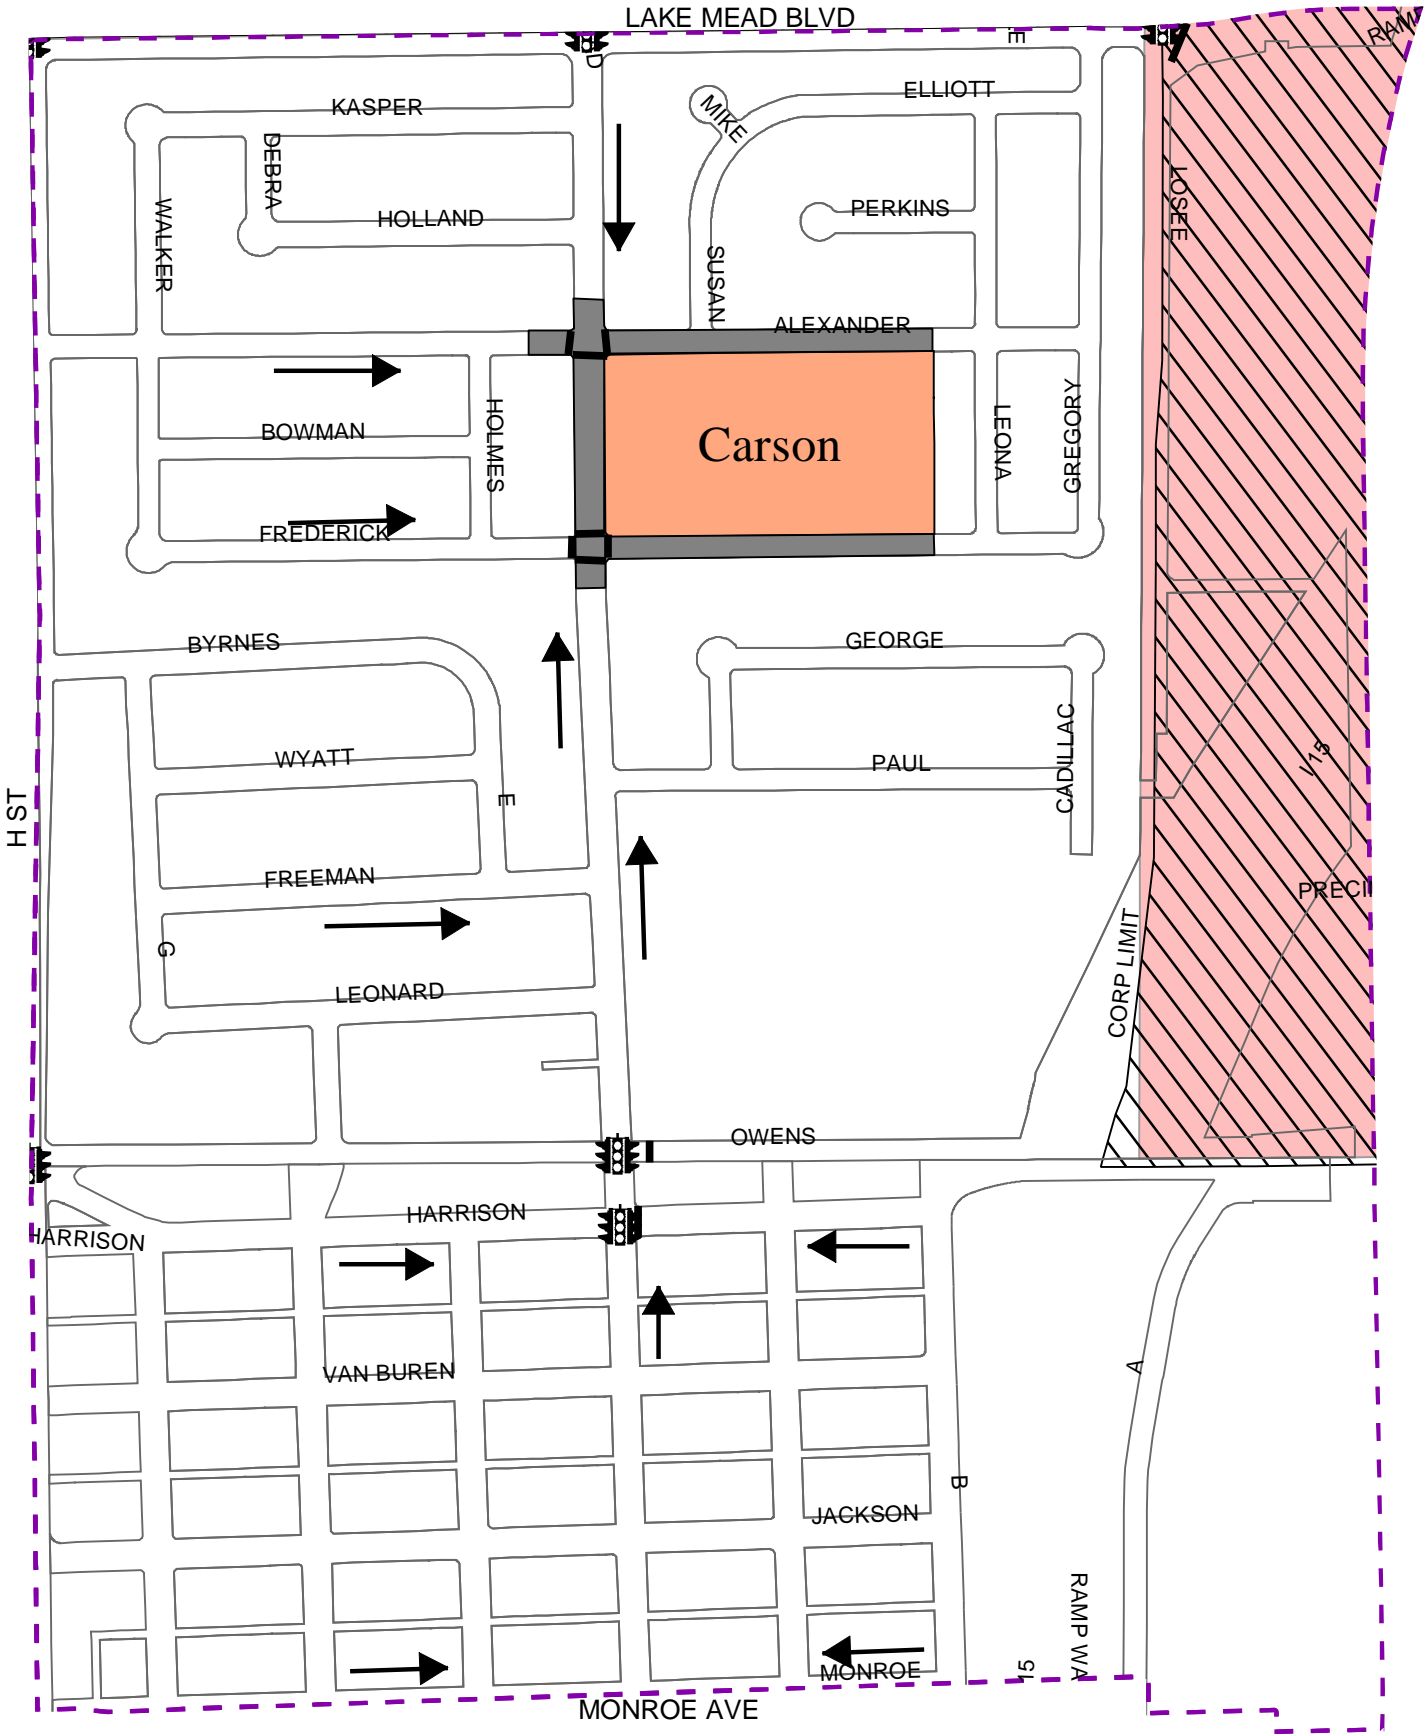 LAKE MEAD BLVD
RAM
D
E
KASPER
MIKE
ELLIOTT
DEBRA
WALKER
HOLLAND
PERKINS
LOSEE
SUSAN
ALEXANDER
BOWMAN
HOLMES
Carson
LEONA
GREGORY
FREDERICK
BYRNES
GEORGE
WYATT
E
PAUL
CADILLAC
I15
H ST
FREEMAN
PRECI
G
LEONARD
CORP LIMIT
OWENS
HARRISON
HARRISON
VAN BUREN
A
B
JACKSON
RAMP WA
15
MONROE
MONROE AVE